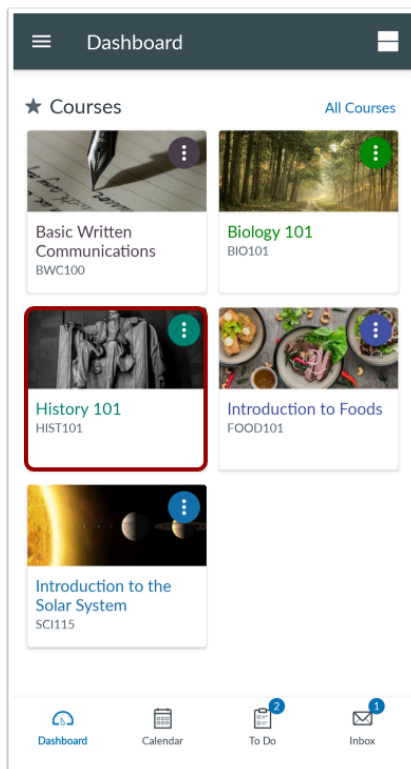 Dashboard
Courses
All Courses
Basic Written
Communications
BWC100
Biology 101
BIO101
History 101
HIST101
Introduction to Foods
FOOD101
Introduction to the
Solar System
SCI115
2
1
Dashboard
Calendar
To Do
Inbox